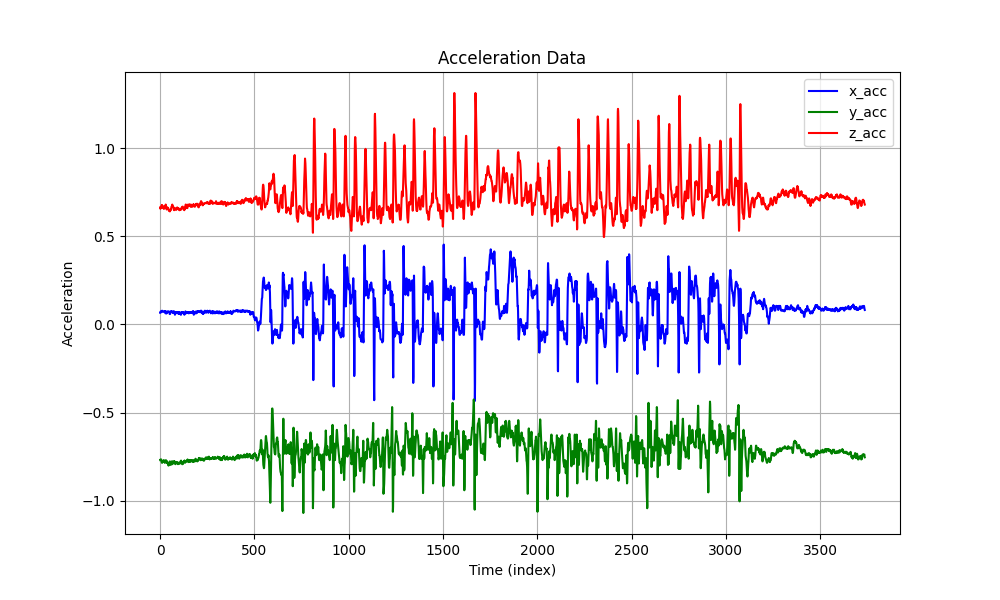 Acceleration Data
x_acc
y_acc
z_acc
1.0
0.5
0.0
−0.5
−1.0
Acceleration
0 500 1000 1500 2000 2500 3000 3500
Time (index)